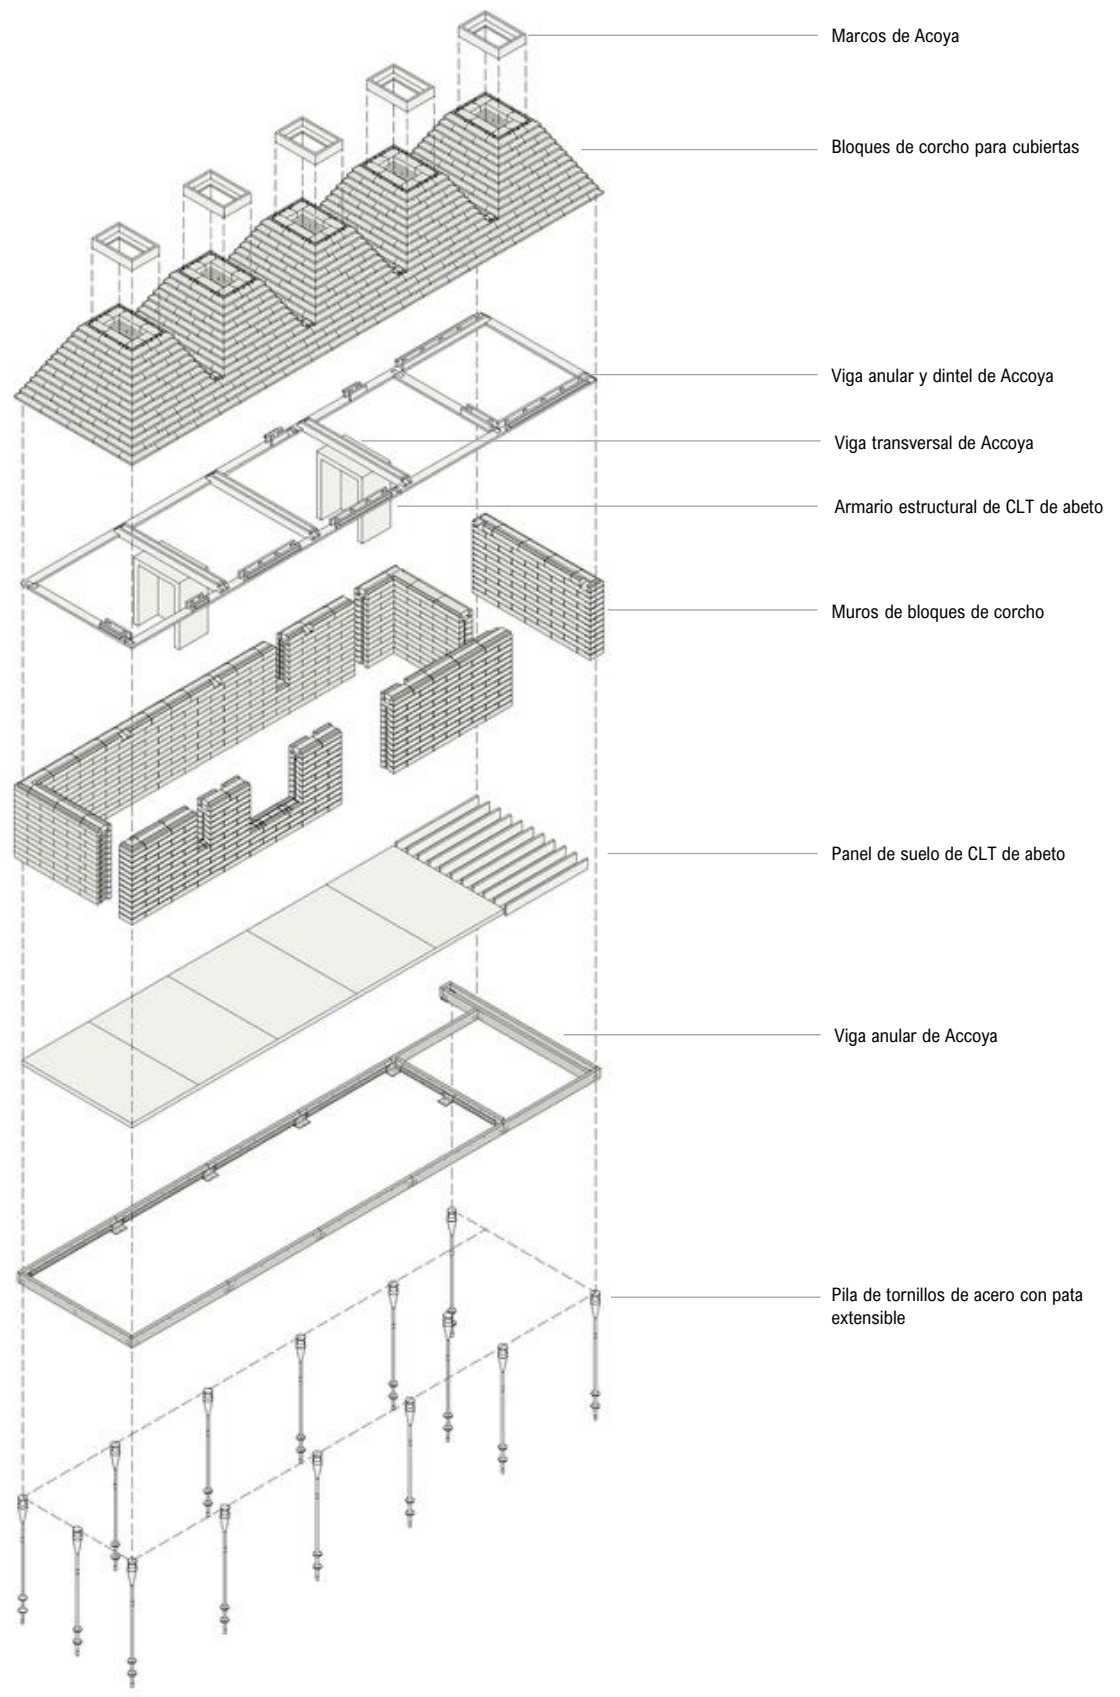 Marcos de Acoya
Bloques de corcho para cubiertas
Viga anular y dintel de Accoya
Viga transversal de Accoya
Armario estructural de CLT de abeto
Muros de bloques de corcho
Panel de suelo de CLT de abeto
Viga anular de Accoya
Pila de tornillos de acero con pata
extensible